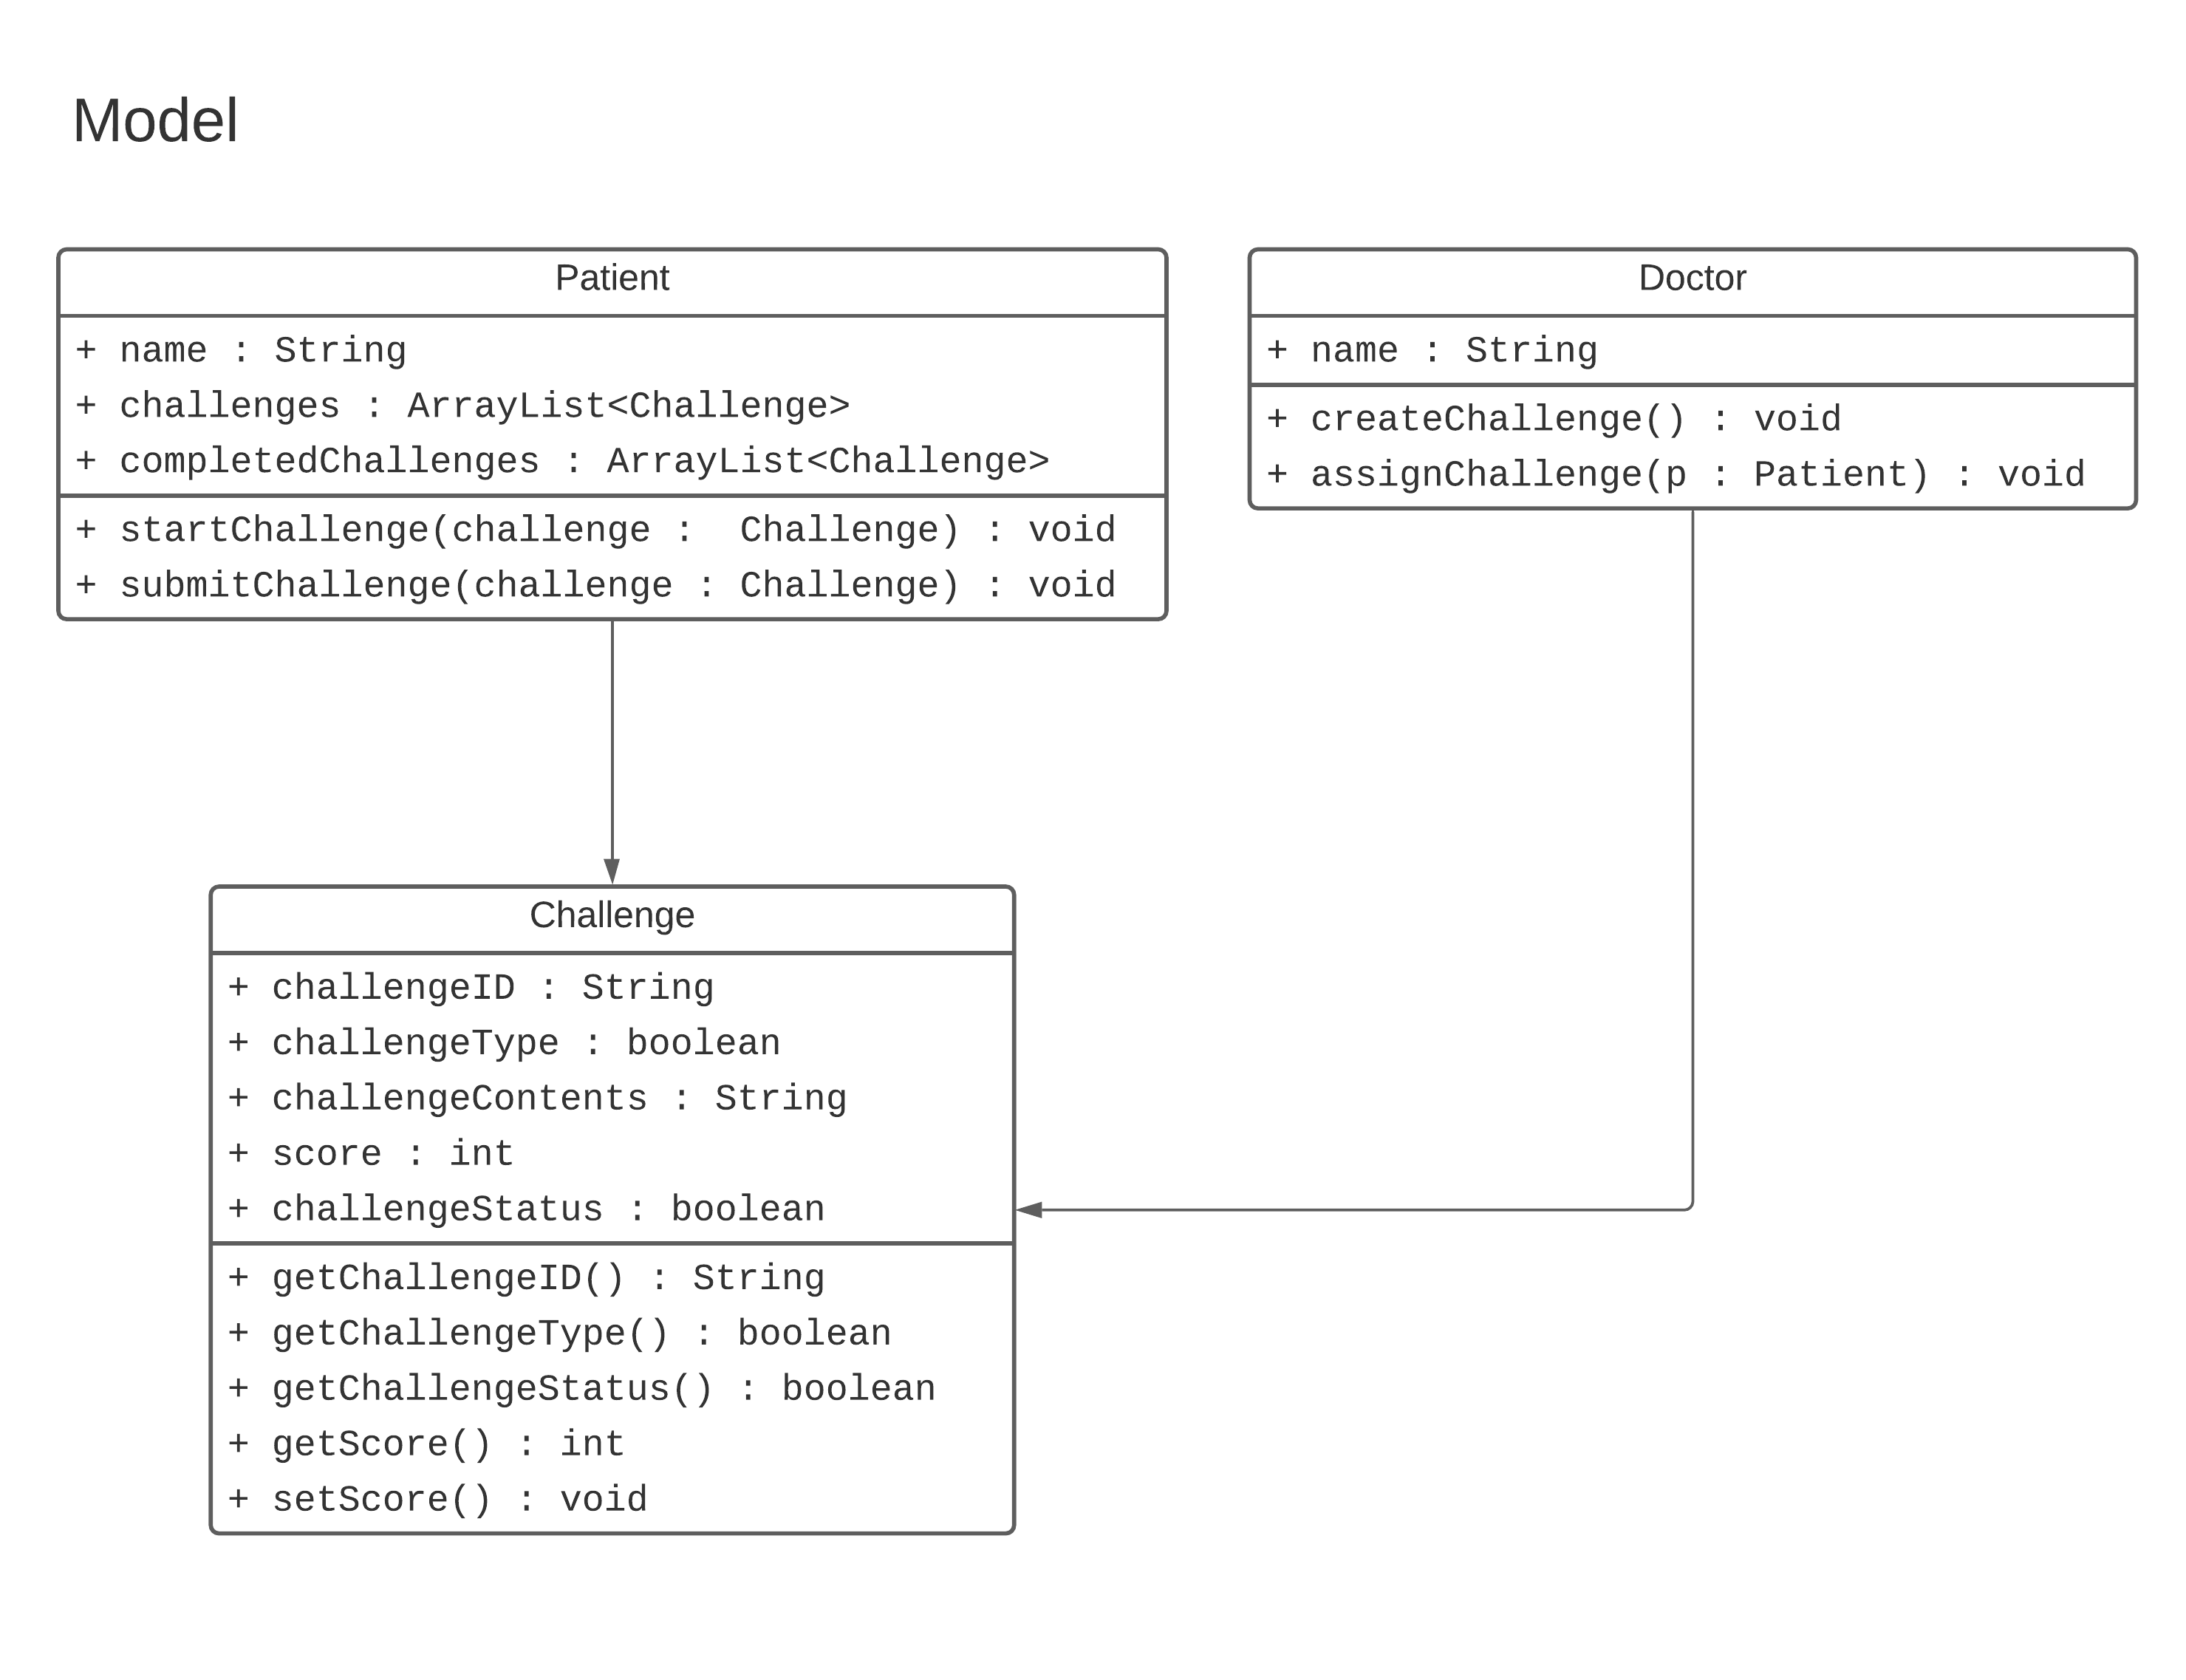 Model
Patient
+ name : String
+ challenges : ArrayList<Challenge>
+ completedChallenges : ArrayList<Challenge>
+ startChallenge(challenge :  Challenge) : void
+ submitChallenge(challenge : Challenge) : void
Doctor
+ name : String
+ createChallenge() : void
+ assignChallenge(p : Patient) : void
Challenge
+ challengeID : String
+ challengeType : boolean
+ challengeContents : String
+ score : int
+ challengeStatus : boolean
+ getChallengeID() : String
+ getChallengeType() : boolean
+ getChallengeStatus() : boolean
+ getScore() : int
+ setScore() : void